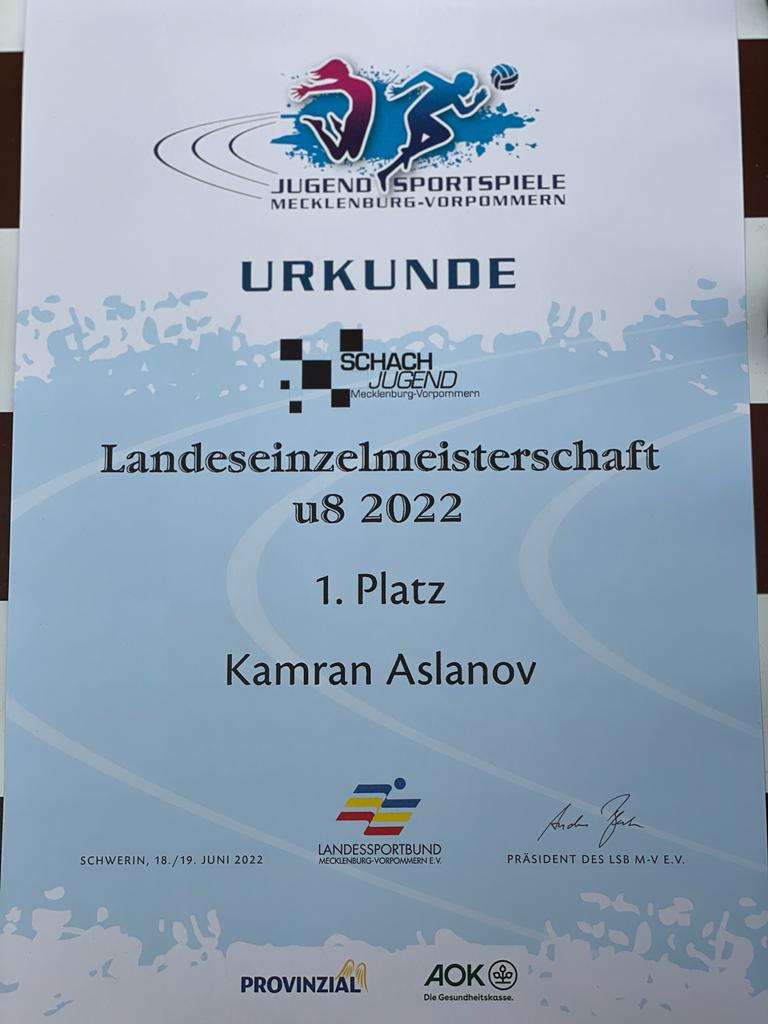 JUGEND SPORTSPIELE
MECKLENBURG-VORPOMMERN
URKUNDE
SCHACH
JUGEND
Mecklenburg-Vorpommern
Landeseinzelmeisterschaft
u8 2022
1. Platz
Kamran Aslanov
LANDESSPORTBUND
MECKLENBURG-VORPOMMERN E.V.
SCHWERIN, 18./19. JUNI 2022
PRÄSIDENT DES LSB M-V E.V.
PROVINZIAL
AOK
Die Gesundheitskasse.